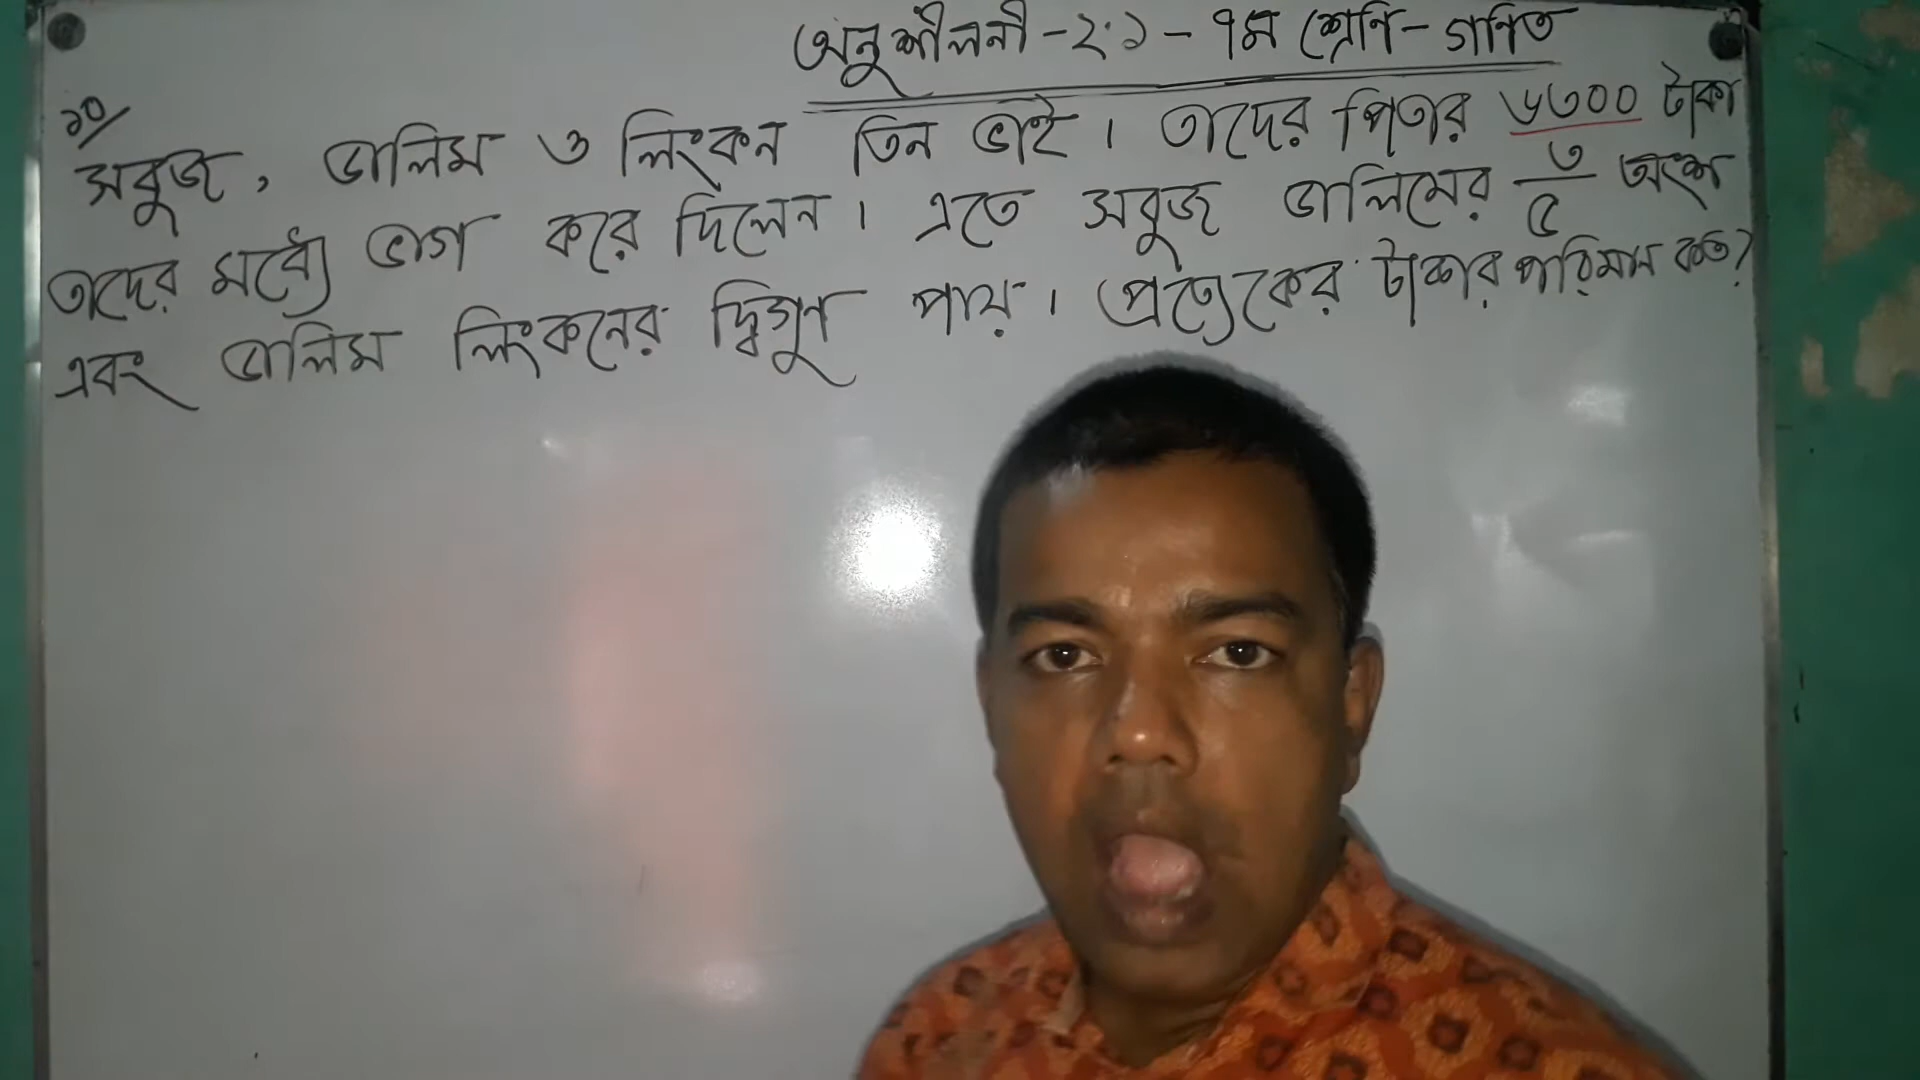 অনুশীলনী - ২.১ - ৭ম শ্রেণি - গণিত
১০/
সবুজ, ডালিম ও লিংকন তিন ভাই। তাদের পিতার ৬৩০০ টাকা
তাদের মধ্যে ভাগ করে দিলেন। এতে সবুজ ডালিমের ৩/৫ অংশ
এবং ডালিম লিংকনের দ্বিগুণ পায়। প্রত্যেকের টাকার পরিমান কত?